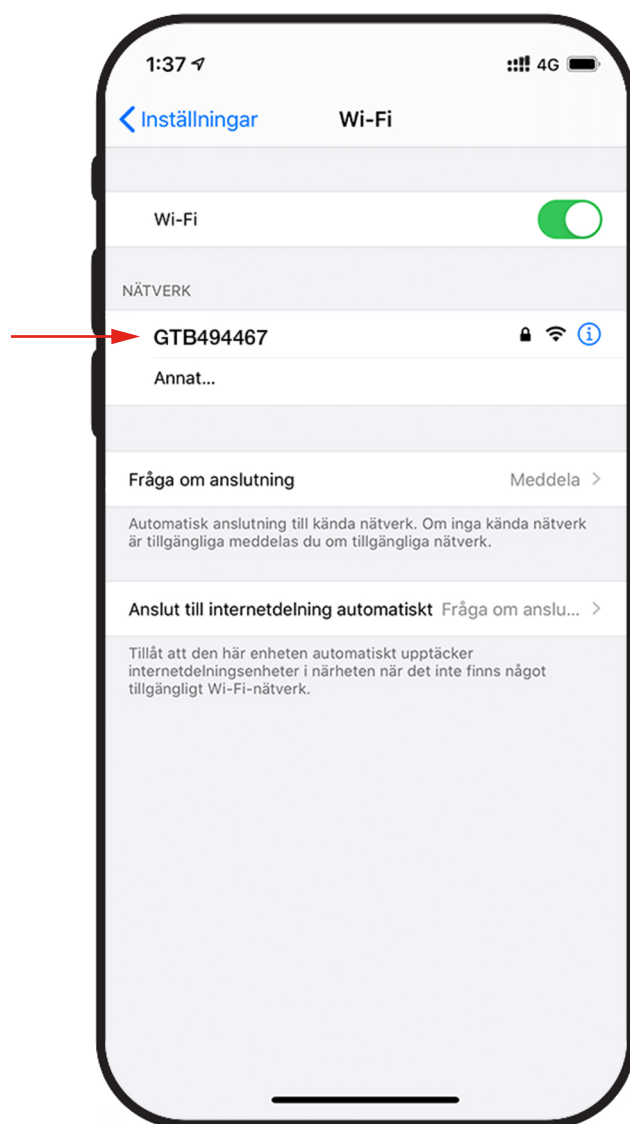 1:37
4G
Inställningar
Wi-Fi
Wi-Fi
NÄTVERK
GTB494467
Annat...
Fråga om anslutning
Meddela
Automatisk anslutning till kända nätverk. Om inga kända nätverk
är tillgängliga meddelas du om tillgängliga nätverk.
Anslut till internetdelning automatiskt Fråga om anslu...
Tillåt att den här enheten automatiskt upptäcker
internetdelningsenheter i närheten när det inte finns något
tillgängligt Wi-Fi-nätverk.